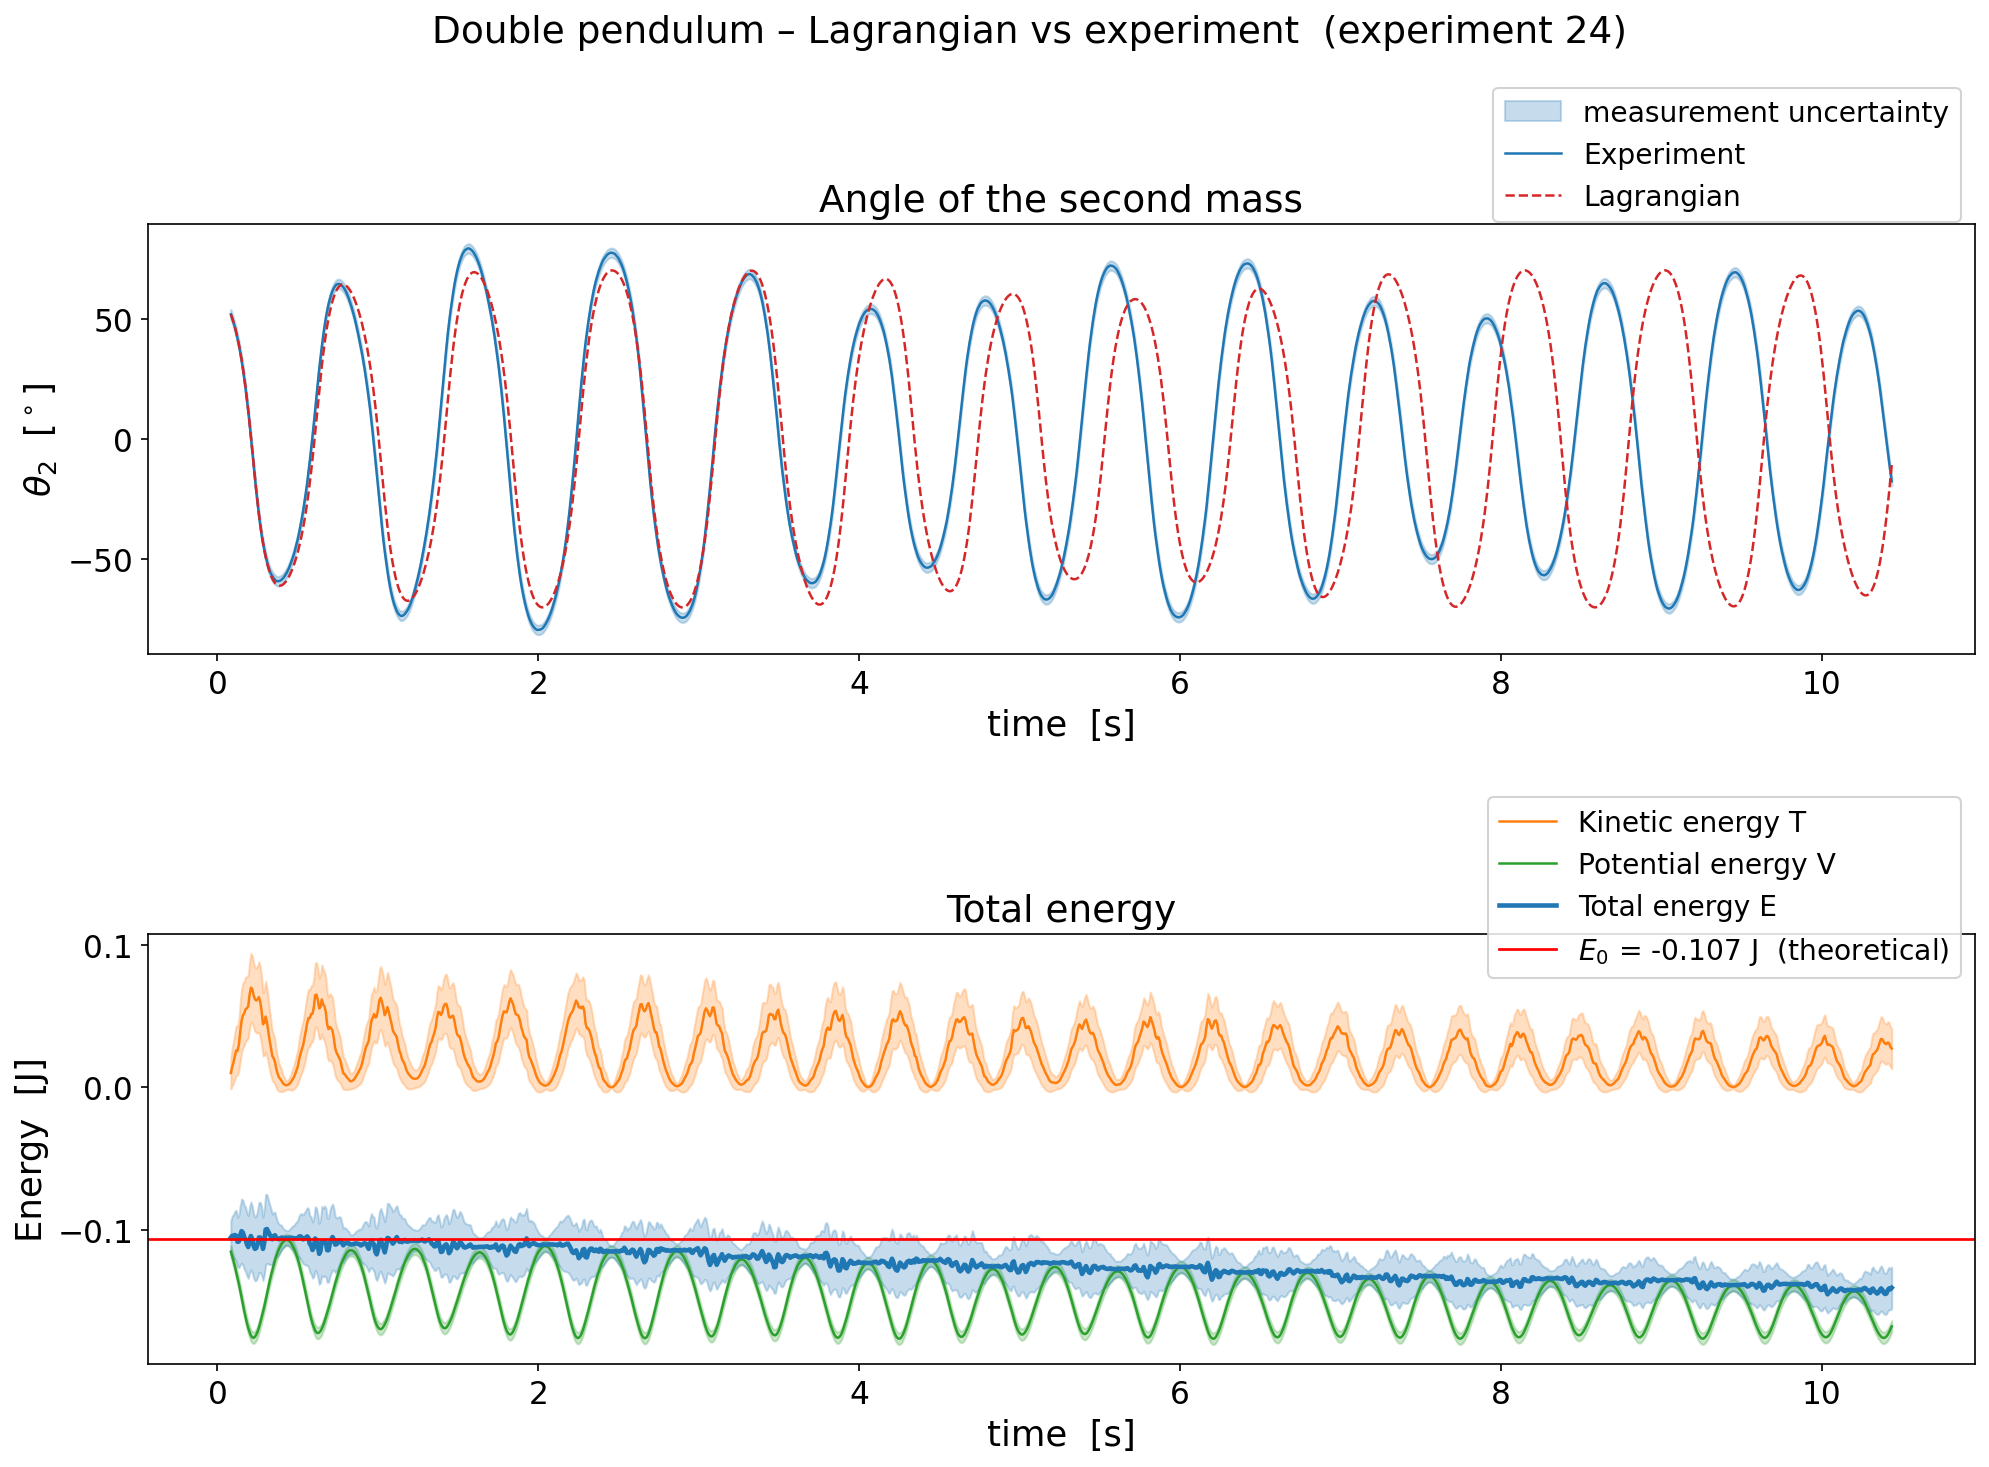 Double pendulum – Lagrangian vs experiment  (experiment 24)
measurement uncertainty
Experiment
Lagrangian
Angle of the second mass
50
0
−50
θ₂  [°]
0 2 4 6 8 10
time  [s]
Kinetic energy T
Potential energy V
Total energy E
E₀ = -0.107 J  (theoretical)
Total energy
0.1
0.0
−0.1
Energy  [J]
0 2 4 6 8 10
time  [s]